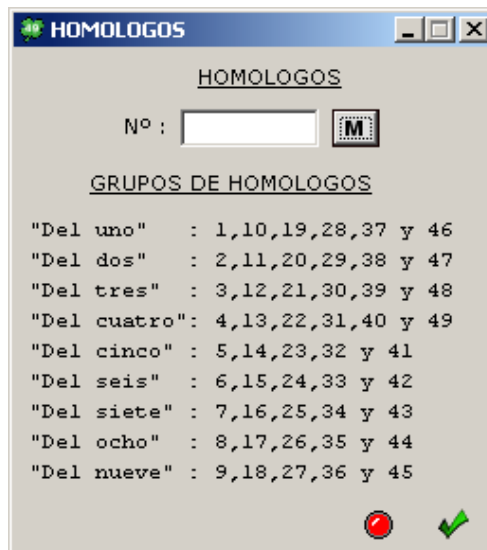 49 HOMOLOGOS
HOMOLOGOS
Nº : M
GRUPOS DE HOMOLOGOS
"Del uno" : 1,10,19,28,37 y 46
"Del dos" : 2,11,20,29,38 y 47
"Del tres" : 3,12,21,30,39 y 48
"Del cuatro": 4,13,22,31,40 y 49
"Del cinco" : 5,14,23,32 y 41
"Del seis" : 6,15,24,33 y 42
"Del siete" : 7,16,25,34 y 43
"Del ocho" : 8,17,26,35 y 44
"Del nueve" : 9,18,27,36 y 45